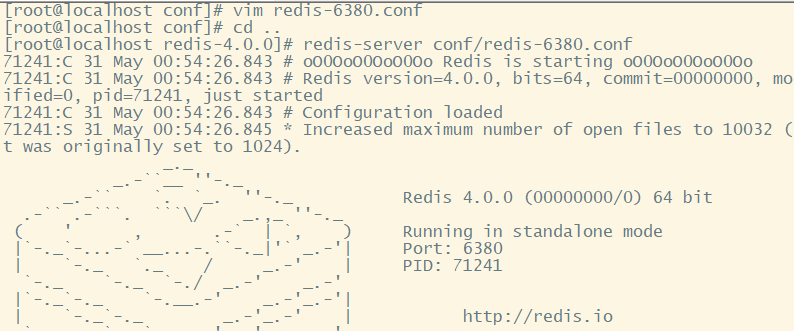 [root@localhost conf]# vim redis-6380.conf
[root@localhost conf]# cd ..
[root@localhost redis-4.0.0]# redis-server conf/redis-6380.conf
71241:C 31 May 00:54:26.843 # oO0OoO0OoO0Oo Redis is starting oO0OoO0OoO0Oo
71241:C 31 May 00:54:26.843 # Redis version=4.0.0, bits=64, commit=00000000, mo
ified=0, pid=71241, just started
71241:C 31 May 00:54:26.843 # Configuration loaded
71241:S 31 May 00:54:26.845 * Increased maximum number of open files to 10032 (
t was originally set to 1024).
Redis 4.0.0 (00000000/0) 64 bit
Running in standalone mode
Port: 6380
PID: 71241
http://redis.io